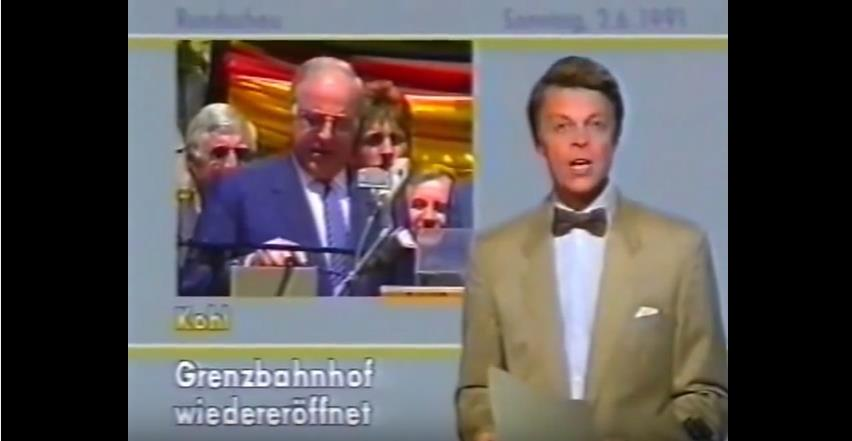 Rundschau
Sonntag, 2.6.1991
Kohl
Grenzbahnhof
wiedereröffnet